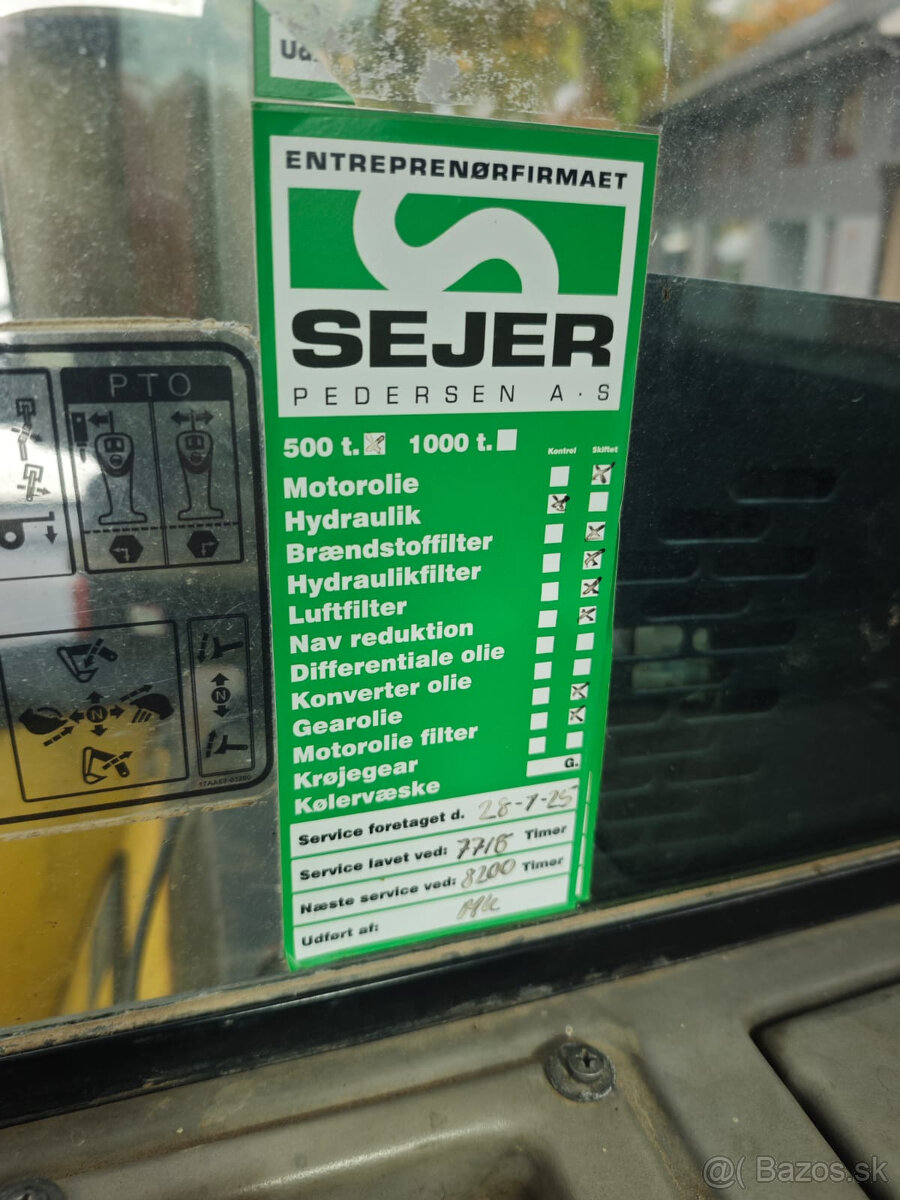 Ud
ENTREPRENØRFIRMAET
SEJER
PEDERSEN A·S
500 t. 1000 t.
Kontrol Skiftet
Motorolie
Hydraulik
Brændstoffilter
Hydraulikfilter
Luftfilter
Nav reduktion
Differentiale olie
Konverter olie
Gearolie
Motorolie filter
Krøjegear
Kølervæske G.
Service foretaget d. 28-7-25
Service lavet ved: 7718 Timer
Næste service ved: 8200 Timer
Udført af:
PTO
N
N
@( Bazos.sk